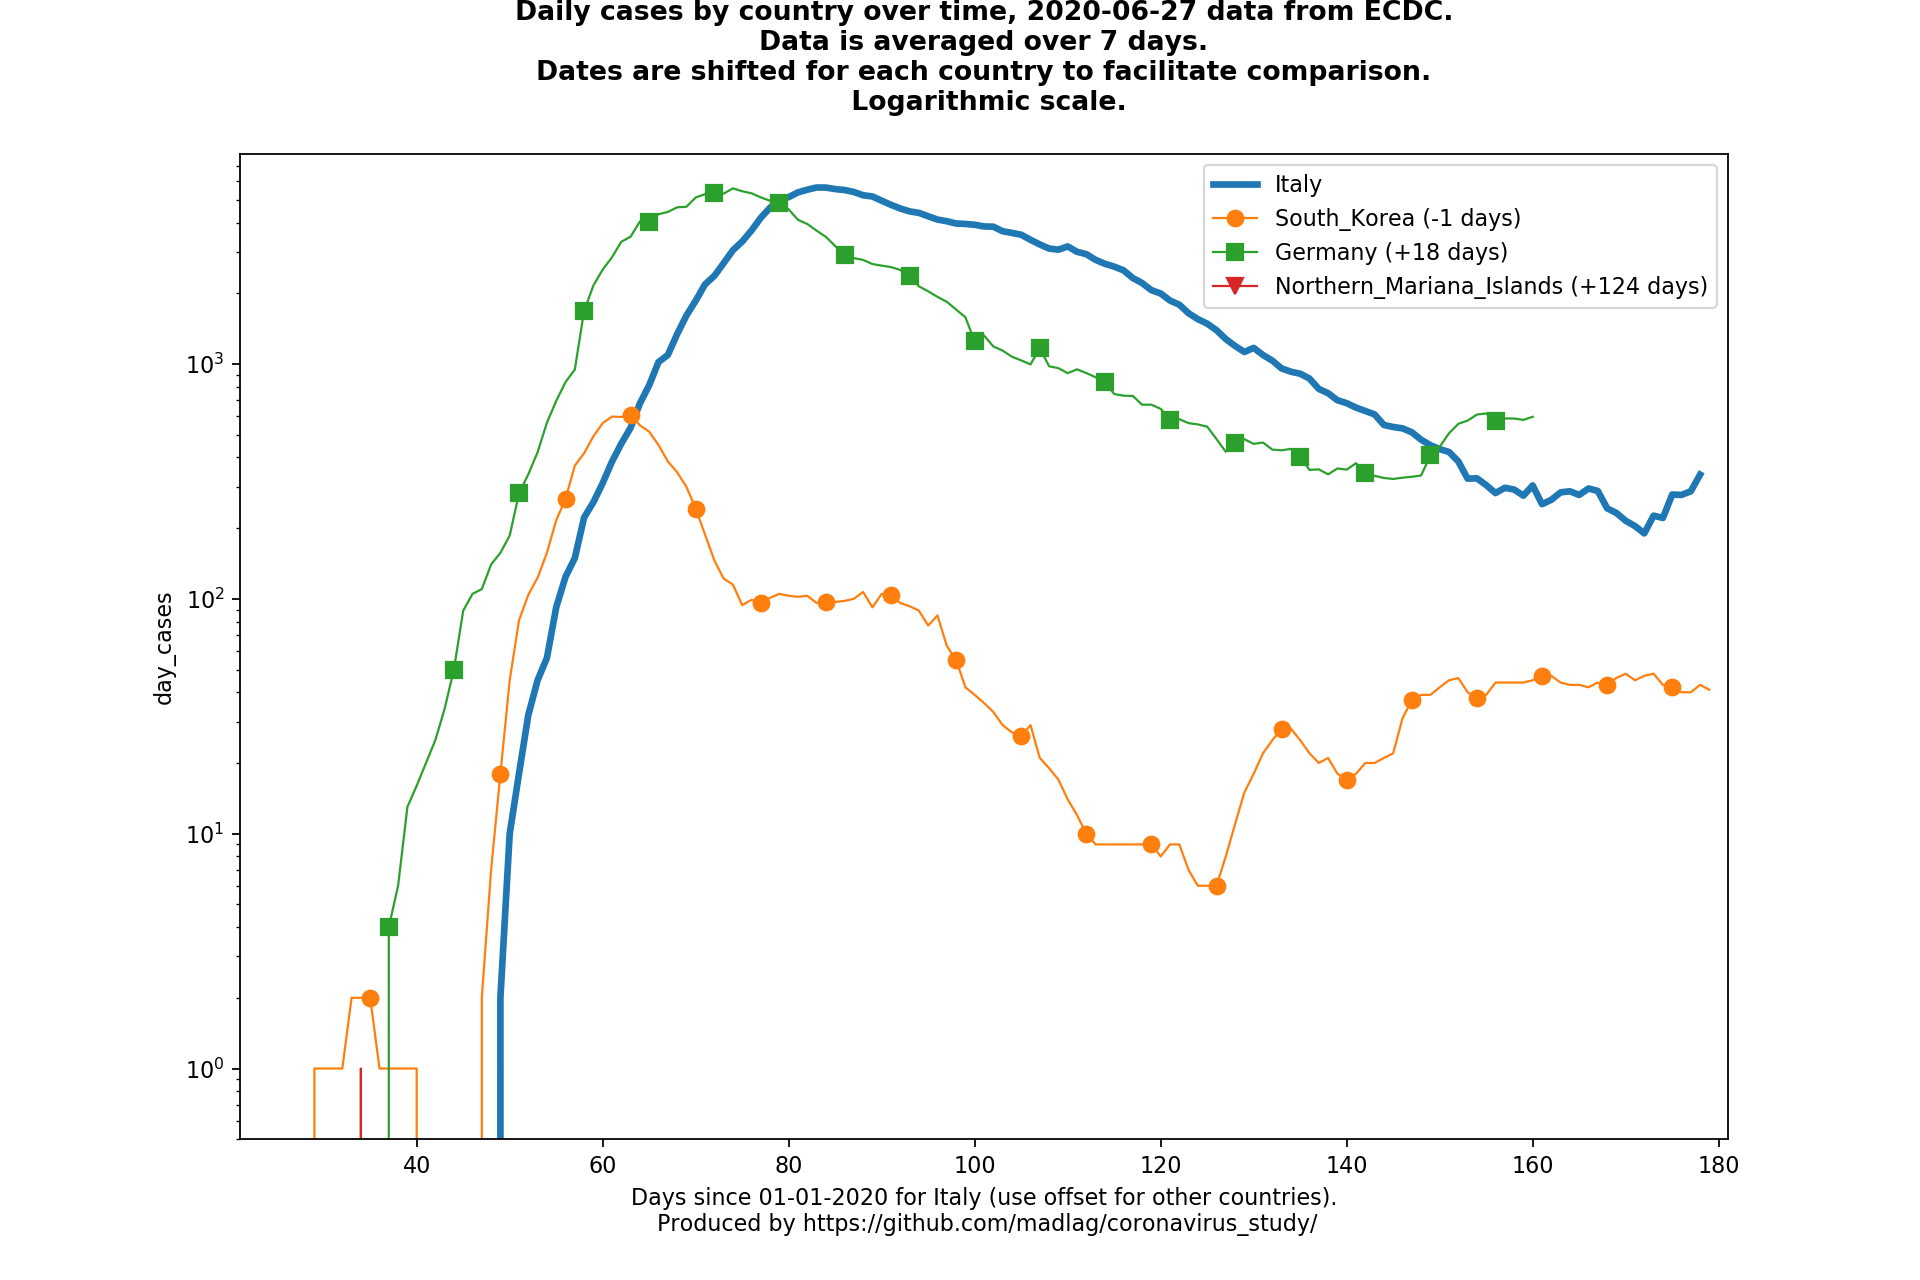 Daily cases by country over time, 2020-06-27 data from ECDC.
Data is averaged over 7 days.
Dates are shifted for each country to facilitate comparison.
Logarithmic scale.
Italy
South_Korea (-1 days)
Germany (+18 days)
Northern_Mariana_Islands (+124 days)
day_cases
10³
10²
10¹
10⁰
40 60 80 100 120 140 160 180
Days since 01-01-2020 for Italy (use offset for other countries).
Produced by https://github.com/madlag/coronavirus_study/